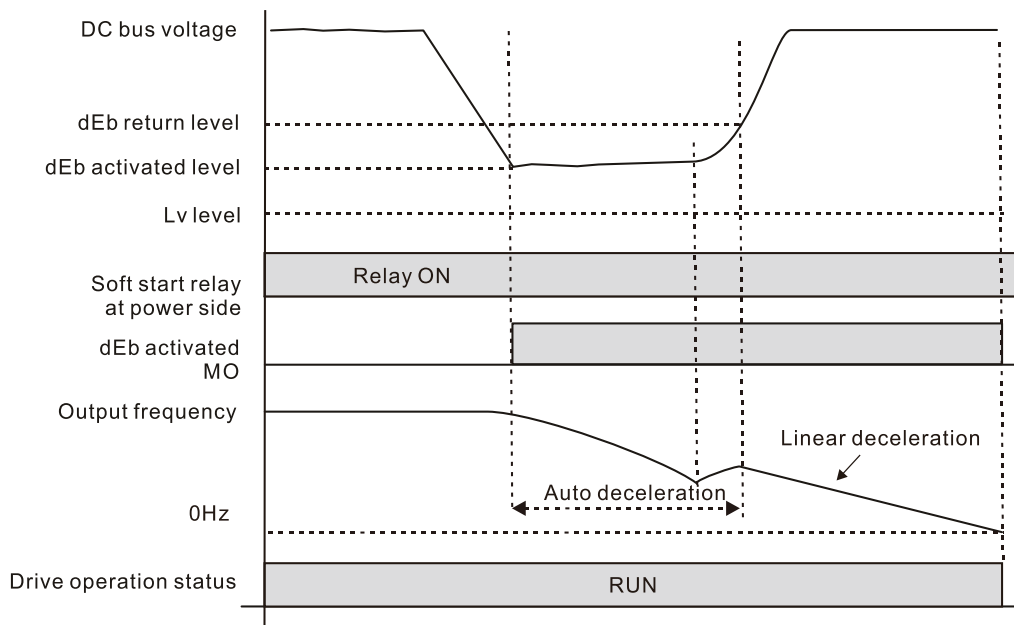 DC bus voltage
dEb return level
dEb activated level
Lv level
Relay ON
Soft start relay
at power side
dEb activated
MO
Output frequency
Linear deceleration
Auto deceleration
0Hz
Drive operation status
RUN